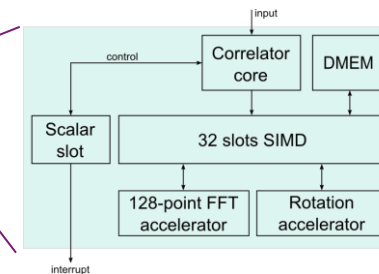 input
control
Correlator
core
DMEM
Scalar
slot
32 slots SIMD
128-point FFT
accelerator
Rotation
accelerator
interrupt